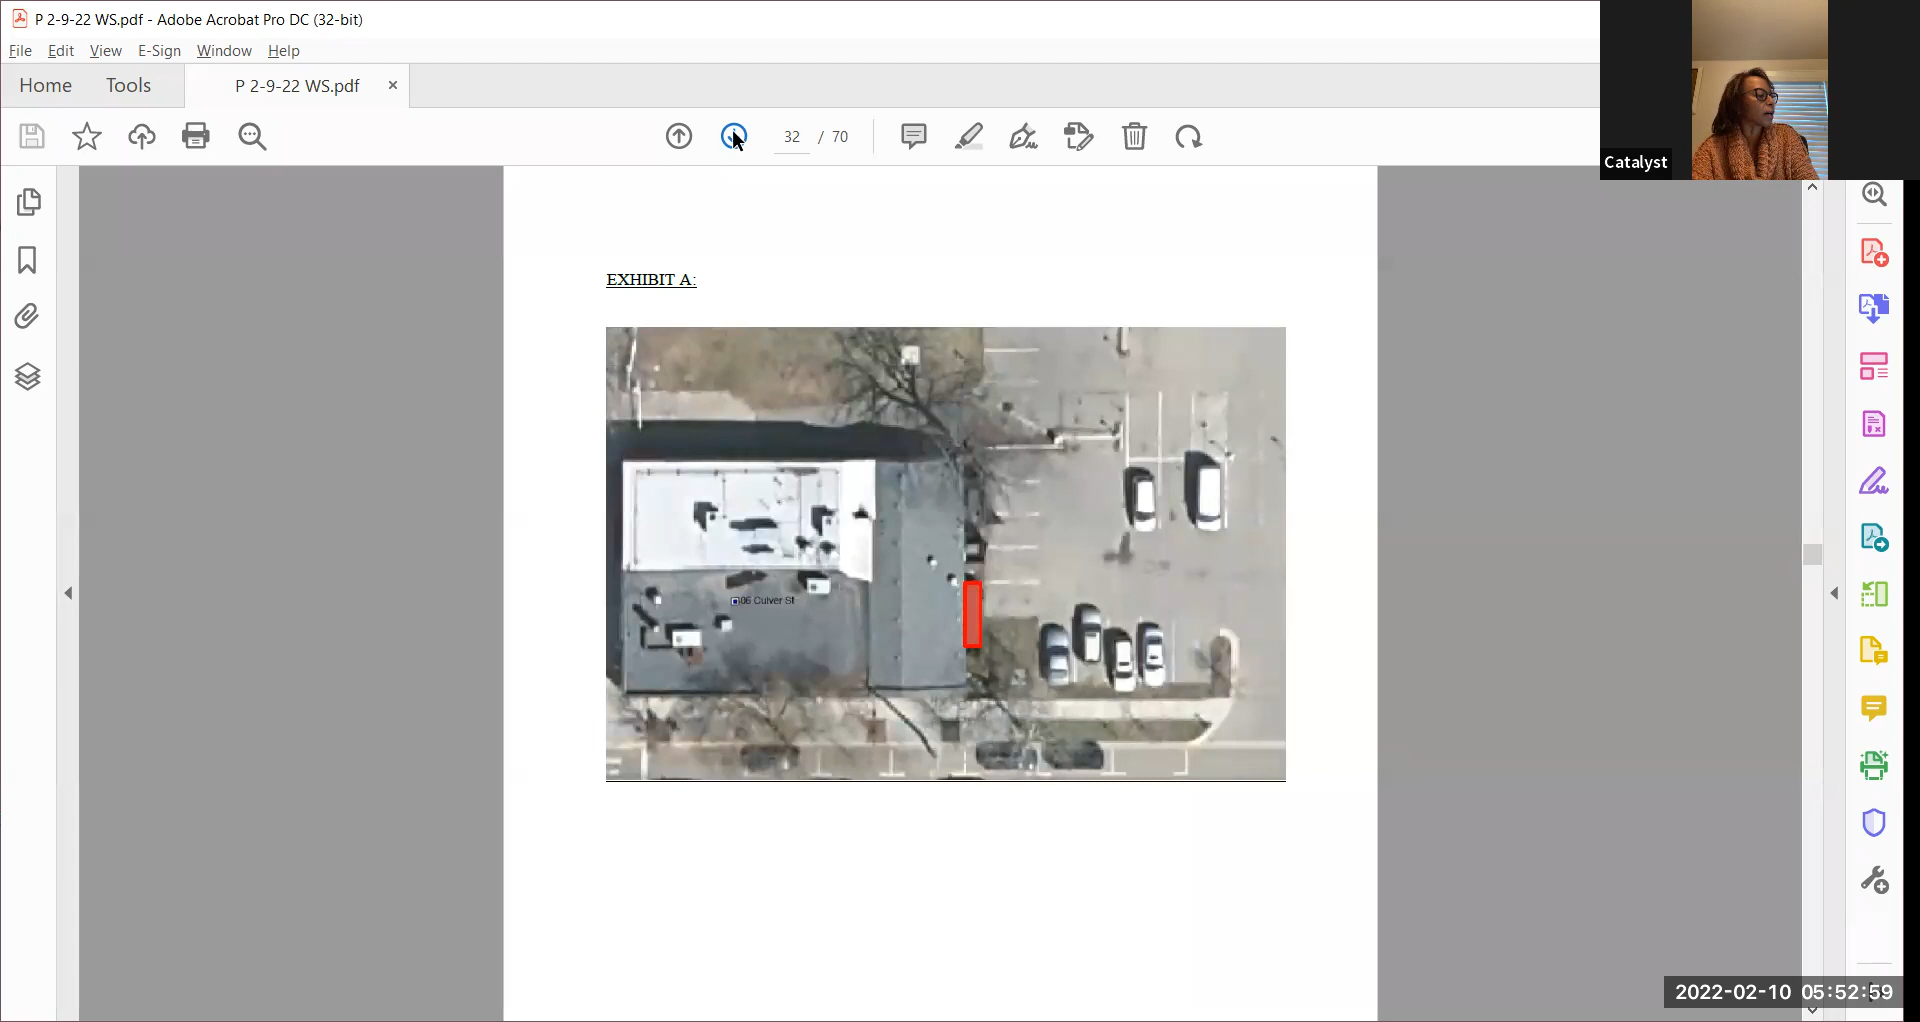 P 2-9-22 WS.pdf - Adobe Acrobat Pro DC (32-bit)
File Edit View E-Sign Window Help
Home Tools P 2-9-22 WS.pdf ×
32 / 70
Catalyst
EXHIBIT A:
06 Culver St
2022-02-10 05:52:59